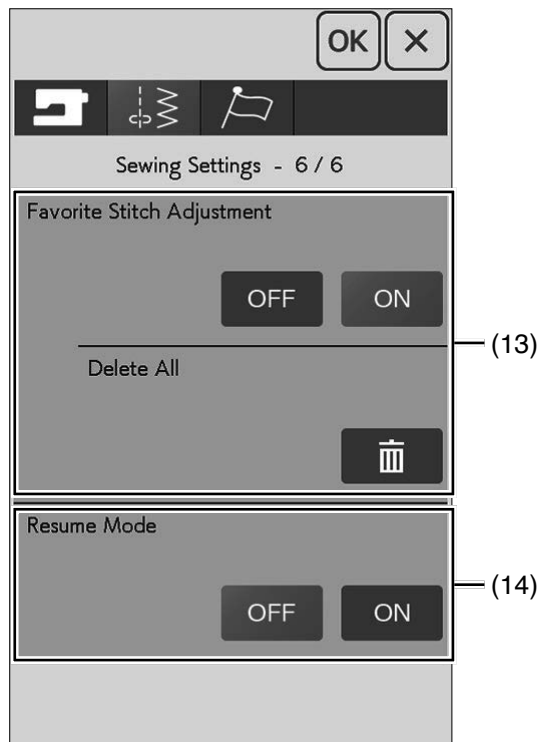 OK ×
Sewing Settings - 6 / 6
Favorite Stitch Adjustment
OFF ON
(13)
Delete All
Resume Mode
(14)
OFF ON